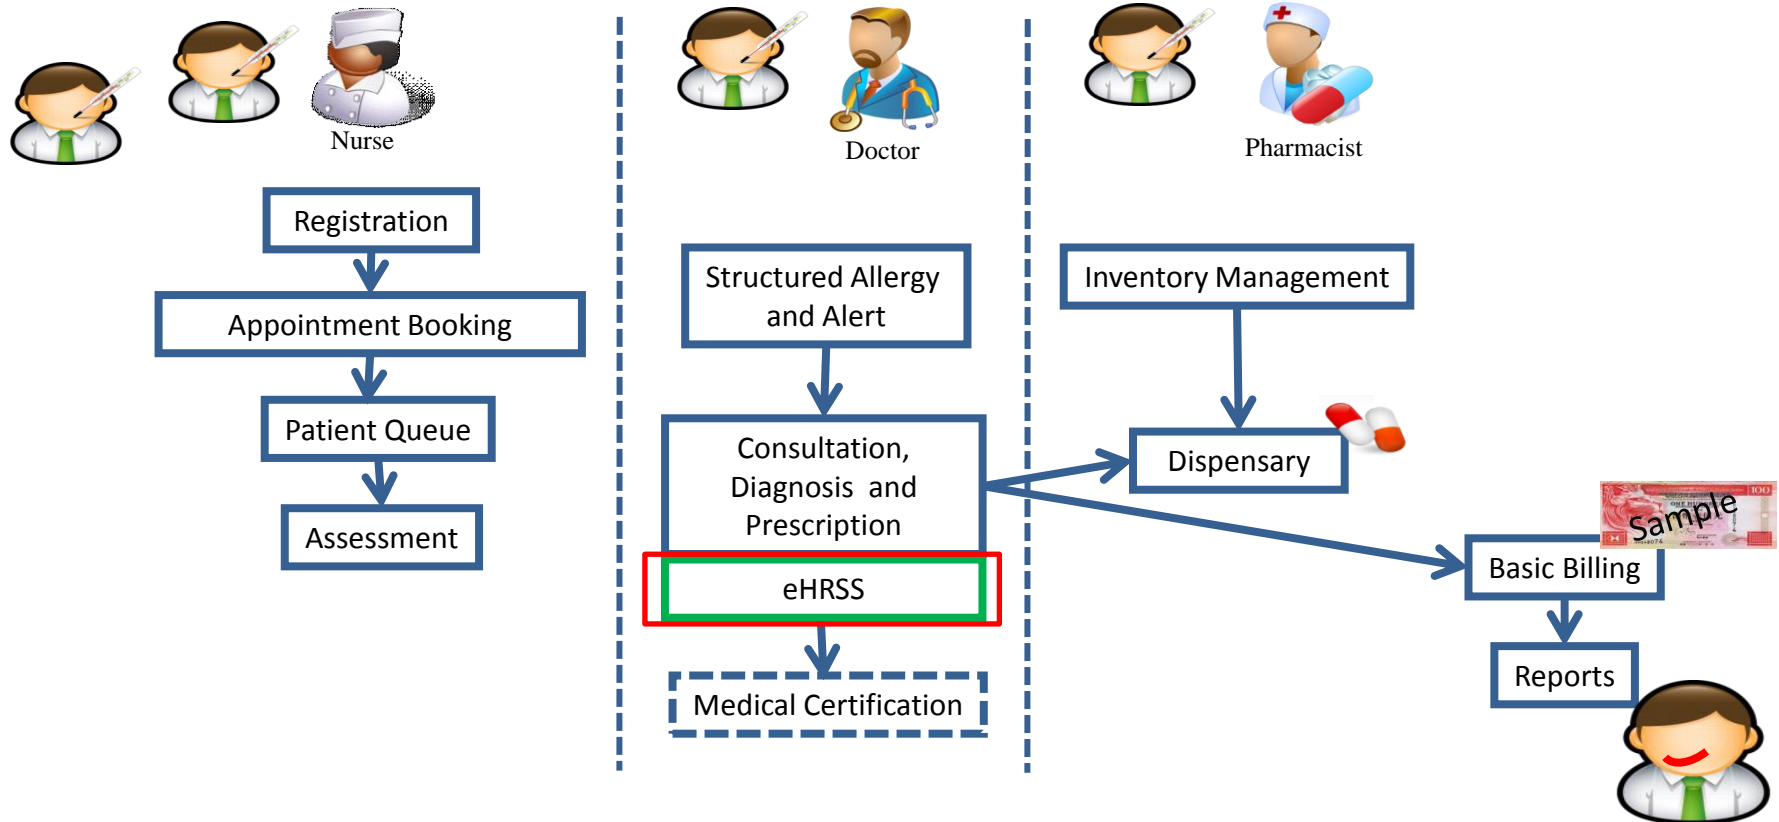 Nurse
Doctor
Pharmacist
Registration
Appointment Booking
Patient Queue
Assessment
Structured Allergy
and Alert
Consultation,
Diagnosis and
Prescription
eHRSS
Medical Certification
Inventory Management
Dispensary
100
Sample
Basic Billing
Reports